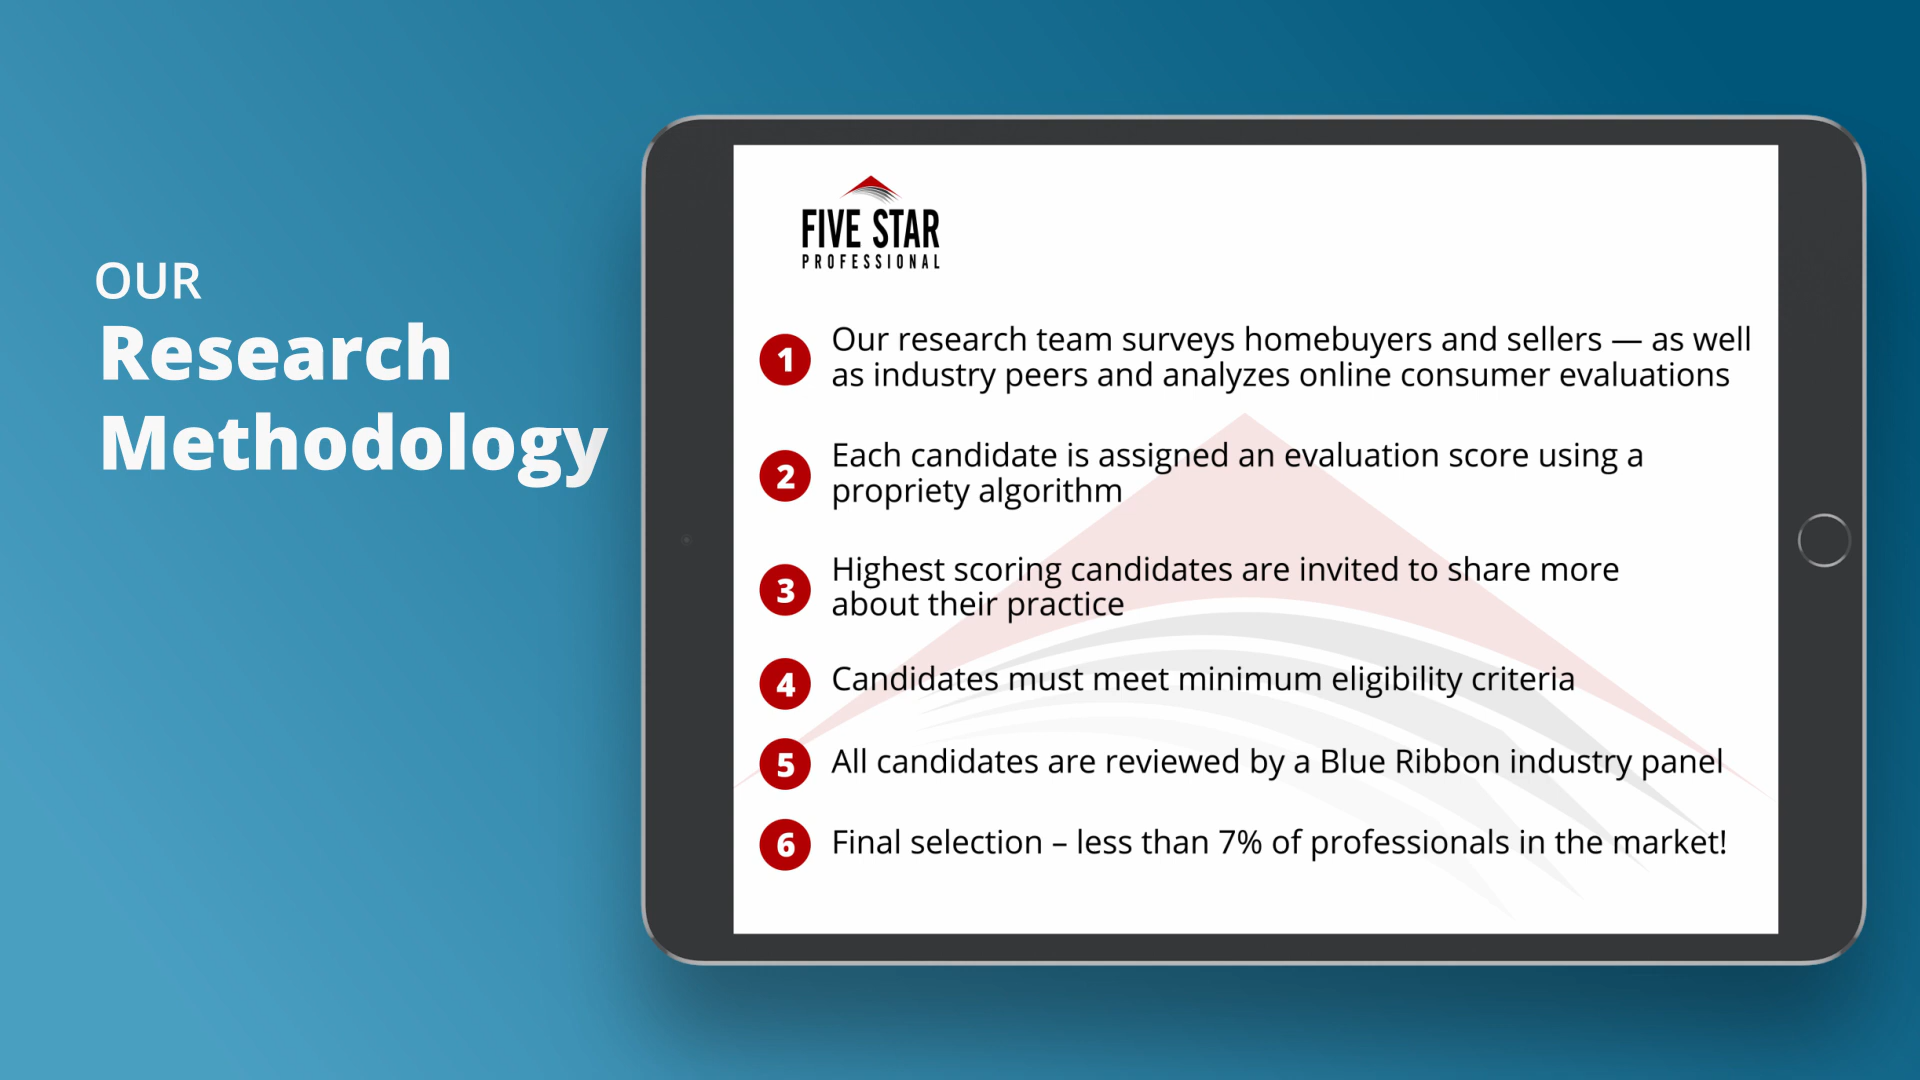 OUR
Research
Methodology
FIVE STAR
PROFESSIONAL
1 Our research team surveys homebuyers and sellers — as well
as industry peers and analyzes online consumer evaluations
2 Each candidate is assigned an evaluation score using a
propriety algorithm
3 Highest scoring candidates are invited to share more
about their practice
4 Candidates must meet minimum eligibility criteria
5 All candidates are reviewed by a Blue Ribbon industry panel
6 Final selection – less than 7% of professionals in the market!